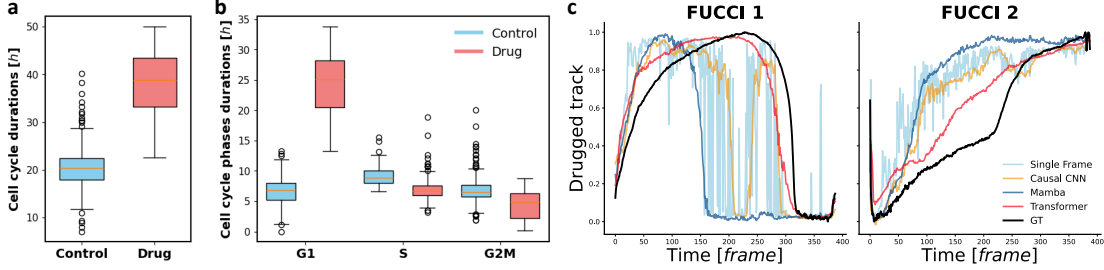 a
Cell cycle durations [h]
50
40
30
20
10
Control
Drug
b
Cell cycle phases durations [h]
35
30
25
20
15
10
5
0
Control
Drug
G1
S
G2M
c
FUCCI 1
Drugged track
1.0
0.8
0.6
0.4
0.2
0.0
0 50 100 150 200 250 300 350 400
Time [frame]
FUCCI 2
Single Frame
Causal CNN
Mamba
Transformer
GT
0 50 100 150 200 250 300 350 400
Time [frame]